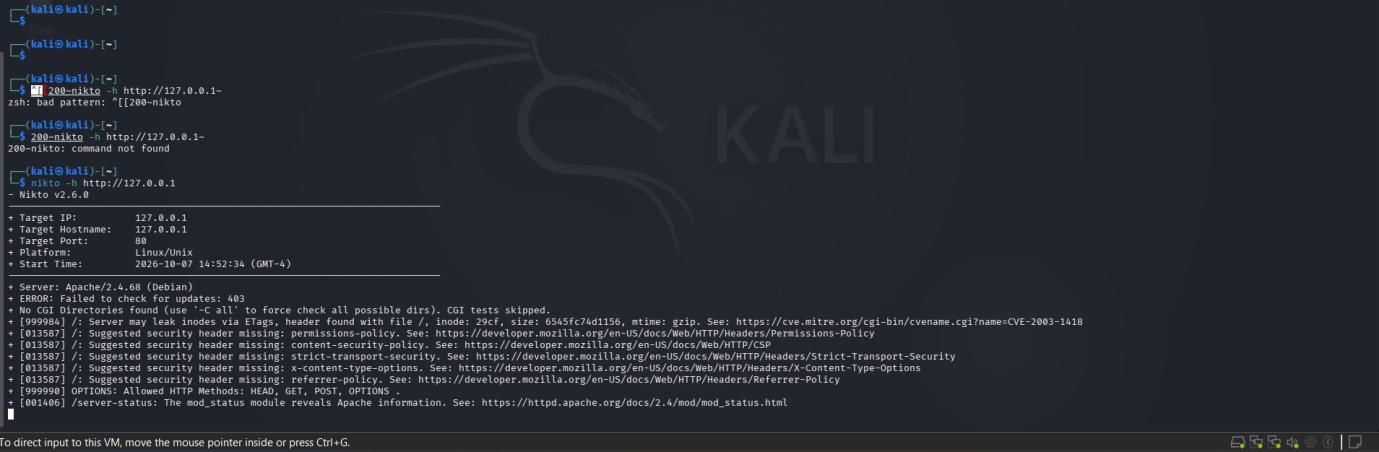 ┌──(kali㉿kali)-[~]
└─$
Trash
┌──(kali㉿kali)-[~]
└─$
┌──(kali㉿kali)-[~]
└─$ ^[[200~nikto -h http://127.0.0.1~
zsh: bad pattern: ^[[200~nikto
┌──(kali㉿kali)-[~]
└─$ 200~nikto -h http://127.0.0.1~
200~nikto: command not found
┌──(kali㉿kali)-[~]
└─$ nikto -h http://127.0.0.1
- Nikto v2.6.0
+ Target IP: 127.0.0.1
+ Target Hostname: 127.0.0.1
+ Target Port: 80
+ Platform: Linux/Unix
+ Start Time: 2026-10-07 14:52:34 (GMT-4)
+ Server: Apache/2.4.68 (Debian)
+ ERROR: Failed to check for updates: 403
+ No CGI Directories found (use '-C all' to force check all possible dirs). CGI tests skipped.
+ [999984] /: Server may leak inodes via ETags, header found with file /, inode: 29cf, size: 6545fc74d1156, mtime: gzip. See: https://cve.mitre.org/cgi-bin/cvename.cgi?name=CVE-2003-1418
+ [013587] /: Suggested security header missing: permissions-policy. See: https://developer.mozilla.org/en-US/docs/Web/HTTP/Headers/Permissions-Policy
+ [013587] /: Suggested security header missing: content-security-policy. See: https://developer.mozilla.org/en-US/docs/Web/HTTP/CSP
+ [013587] /: Suggested security header missing: strict-transport-security. See: https://developer.mozilla.org/en-US/docs/Web/HTTP/Headers/Strict-Transport-Security
+ [013587] /: Suggested security header missing: x-content-type-options. See: https://developer.mozilla.org/en-US/docs/Web/HTTP/Headers/X-Content-Type-Options
+ [013587] /: Suggested security header missing: referrer-policy. See: https://developer.mozilla.org/en-US/docs/Web/HTTP/Headers/Referrer-Policy
+ [999990] OPTIONS: Allowed HTTP Methods: HEAD, GET, POST, OPTIONS .
+ [001406] /server-status: The mod_status module reveals Apache information. See: https://httpd.apache.org/docs/2.4/mod/mod_status.html
KALI
To direct input to this VM, move the mouse pointer inside or press Ctrl+G.